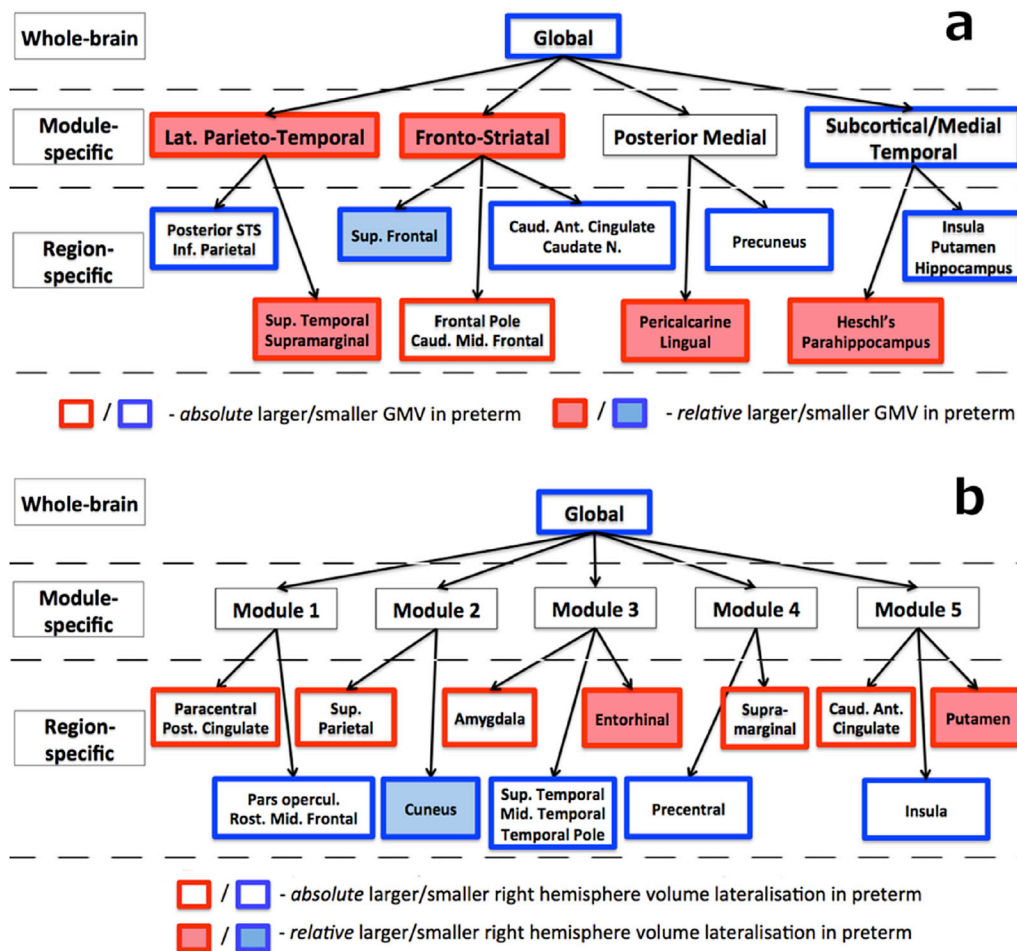 a
Whole-brain
Global
Module-
specific
Lat. Parieto-Temporal
Fronto-Striatal
Posterior Medial
Subcortical/Medial
Temporal
Region-
specific
Posterior STS
Inf. Parietal
Sup. Frontal
Caud. Ant. Cingulate
Caudate N.
Precuneus
Insula
Putamen
Hippocampus
Sup. Temporal
Supramarginal
Frontal Pole
Caud. Mid. Frontal
Pericalcarine
Lingual
Heschl's
Parahippocampus
/ - absolute larger/smaller GMV in preterm
/ - relative larger/smaller GMV in preterm
b
Whole-brain
Global
Module-
specific
Module 1
Module 2
Module 3
Module 4
Module 5
Region-
specific
Paracentral
Post. Cingulate
Sup.
Parietal
Amygdala
Entorhinal
Supra-
marginal
Caud. Ant.
Cingulate
Putamen
Pars opercul.
Rost. Mid. Frontal
Cuneus
Sup. Temporal
Mid. Temporal
Temporal Pole
Precentral
Insula
/ - absolute larger/smaller right hemisphere volume lateralisation in preterm
/ - relative larger/smaller right hemisphere volume lateralisation in preterm